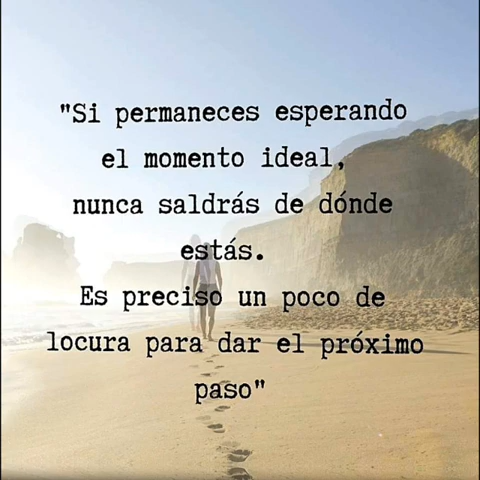 "Si permaneces esperando
el momento ideal,
nunca saldrás de dónde
estás.
Es preciso un poco de
locura para dar el próximo
paso"